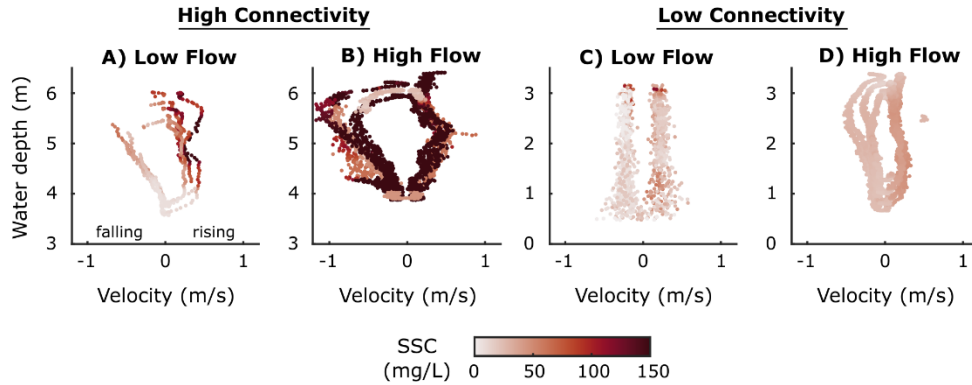 High Connectivity
Low Connectivity
A) Low Flow
B) High Flow
C) Low Flow
D) High Flow
Water depth (m)
6
5
4
3
6
5
4
3
3
2
1
0
3
2
1
0
falling
rising
-1 0 1
-1 0 1
-1 0 1
-1 0 1
Velocity (m/s)
Velocity (m/s)
Velocity (m/s)
Velocity (m/s)
SSC
(mg/L)
0 50 100 150